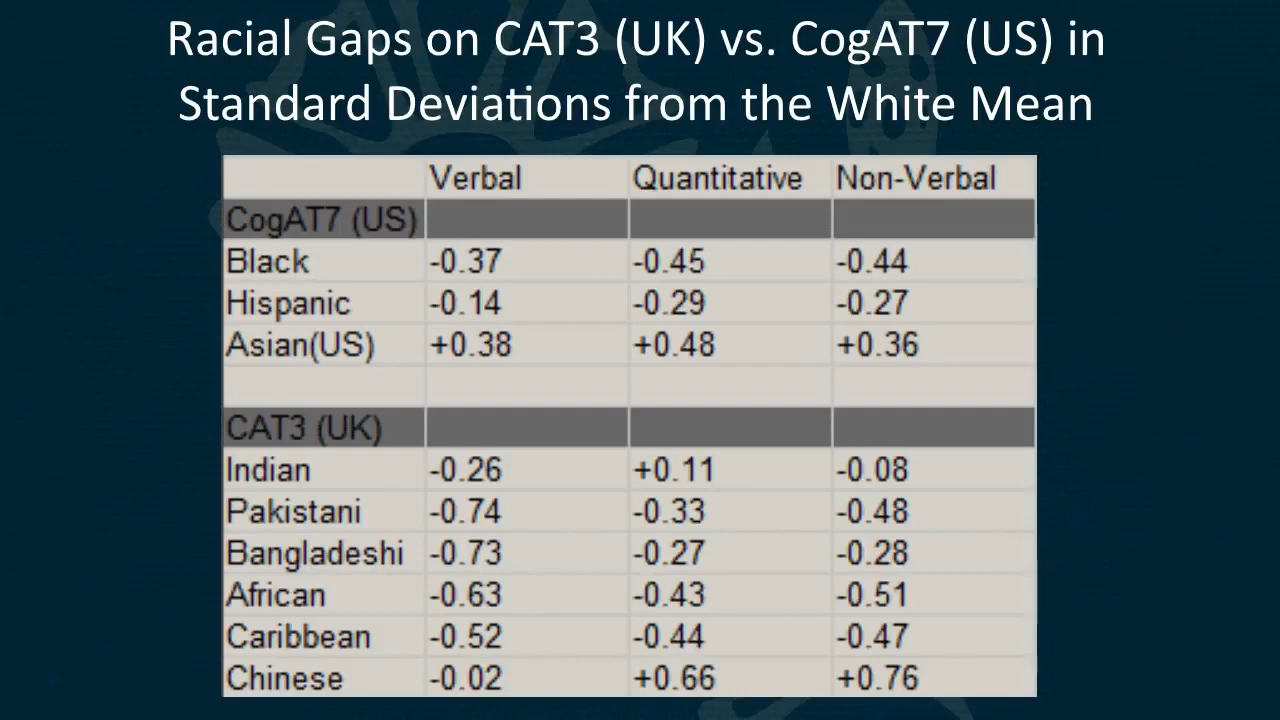 Racial Gaps on CAT3 (UK) vs. CogAT7 (US) in
Standard Deviations from the White Mean
Verbal Quantitative Non-Verbal
CogAT7 (US)
Black -0.37 -0.45 -0.44
Hispanic -0.14 -0.29 -0.27
Asian(US) +0.38 +0.48 +0.36
CAT3 (UK)
Indian -0.26 +0.11 -0.08
Pakistani -0.74 -0.33 -0.48
Bangladeshi -0.73 -0.27 -0.28
African -0.63 -0.43 -0.51
Caribbean -0.52 -0.44 -0.47
Chinese -0.02 +0.66 +0.76